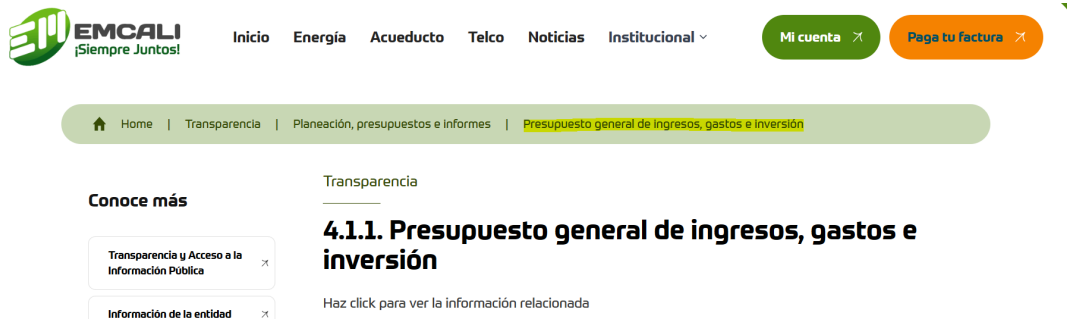 EMCALI
¡Siempre Juntos!
Inicio Energía Acueducto Telco Noticias Institucional
Mi cuenta
Paga tu factura
Home | Transparencia | Planeación, presupuestos e informes | Presupuesto general de ingresos, gastos e inversión
Transparencia
Conoce más
4.1.1. Presupuesto general de ingresos, gastos e
inversión
Transparencia y Acceso a la
Información Pública
Haz click para ver la información relacionada
Información de la entidad